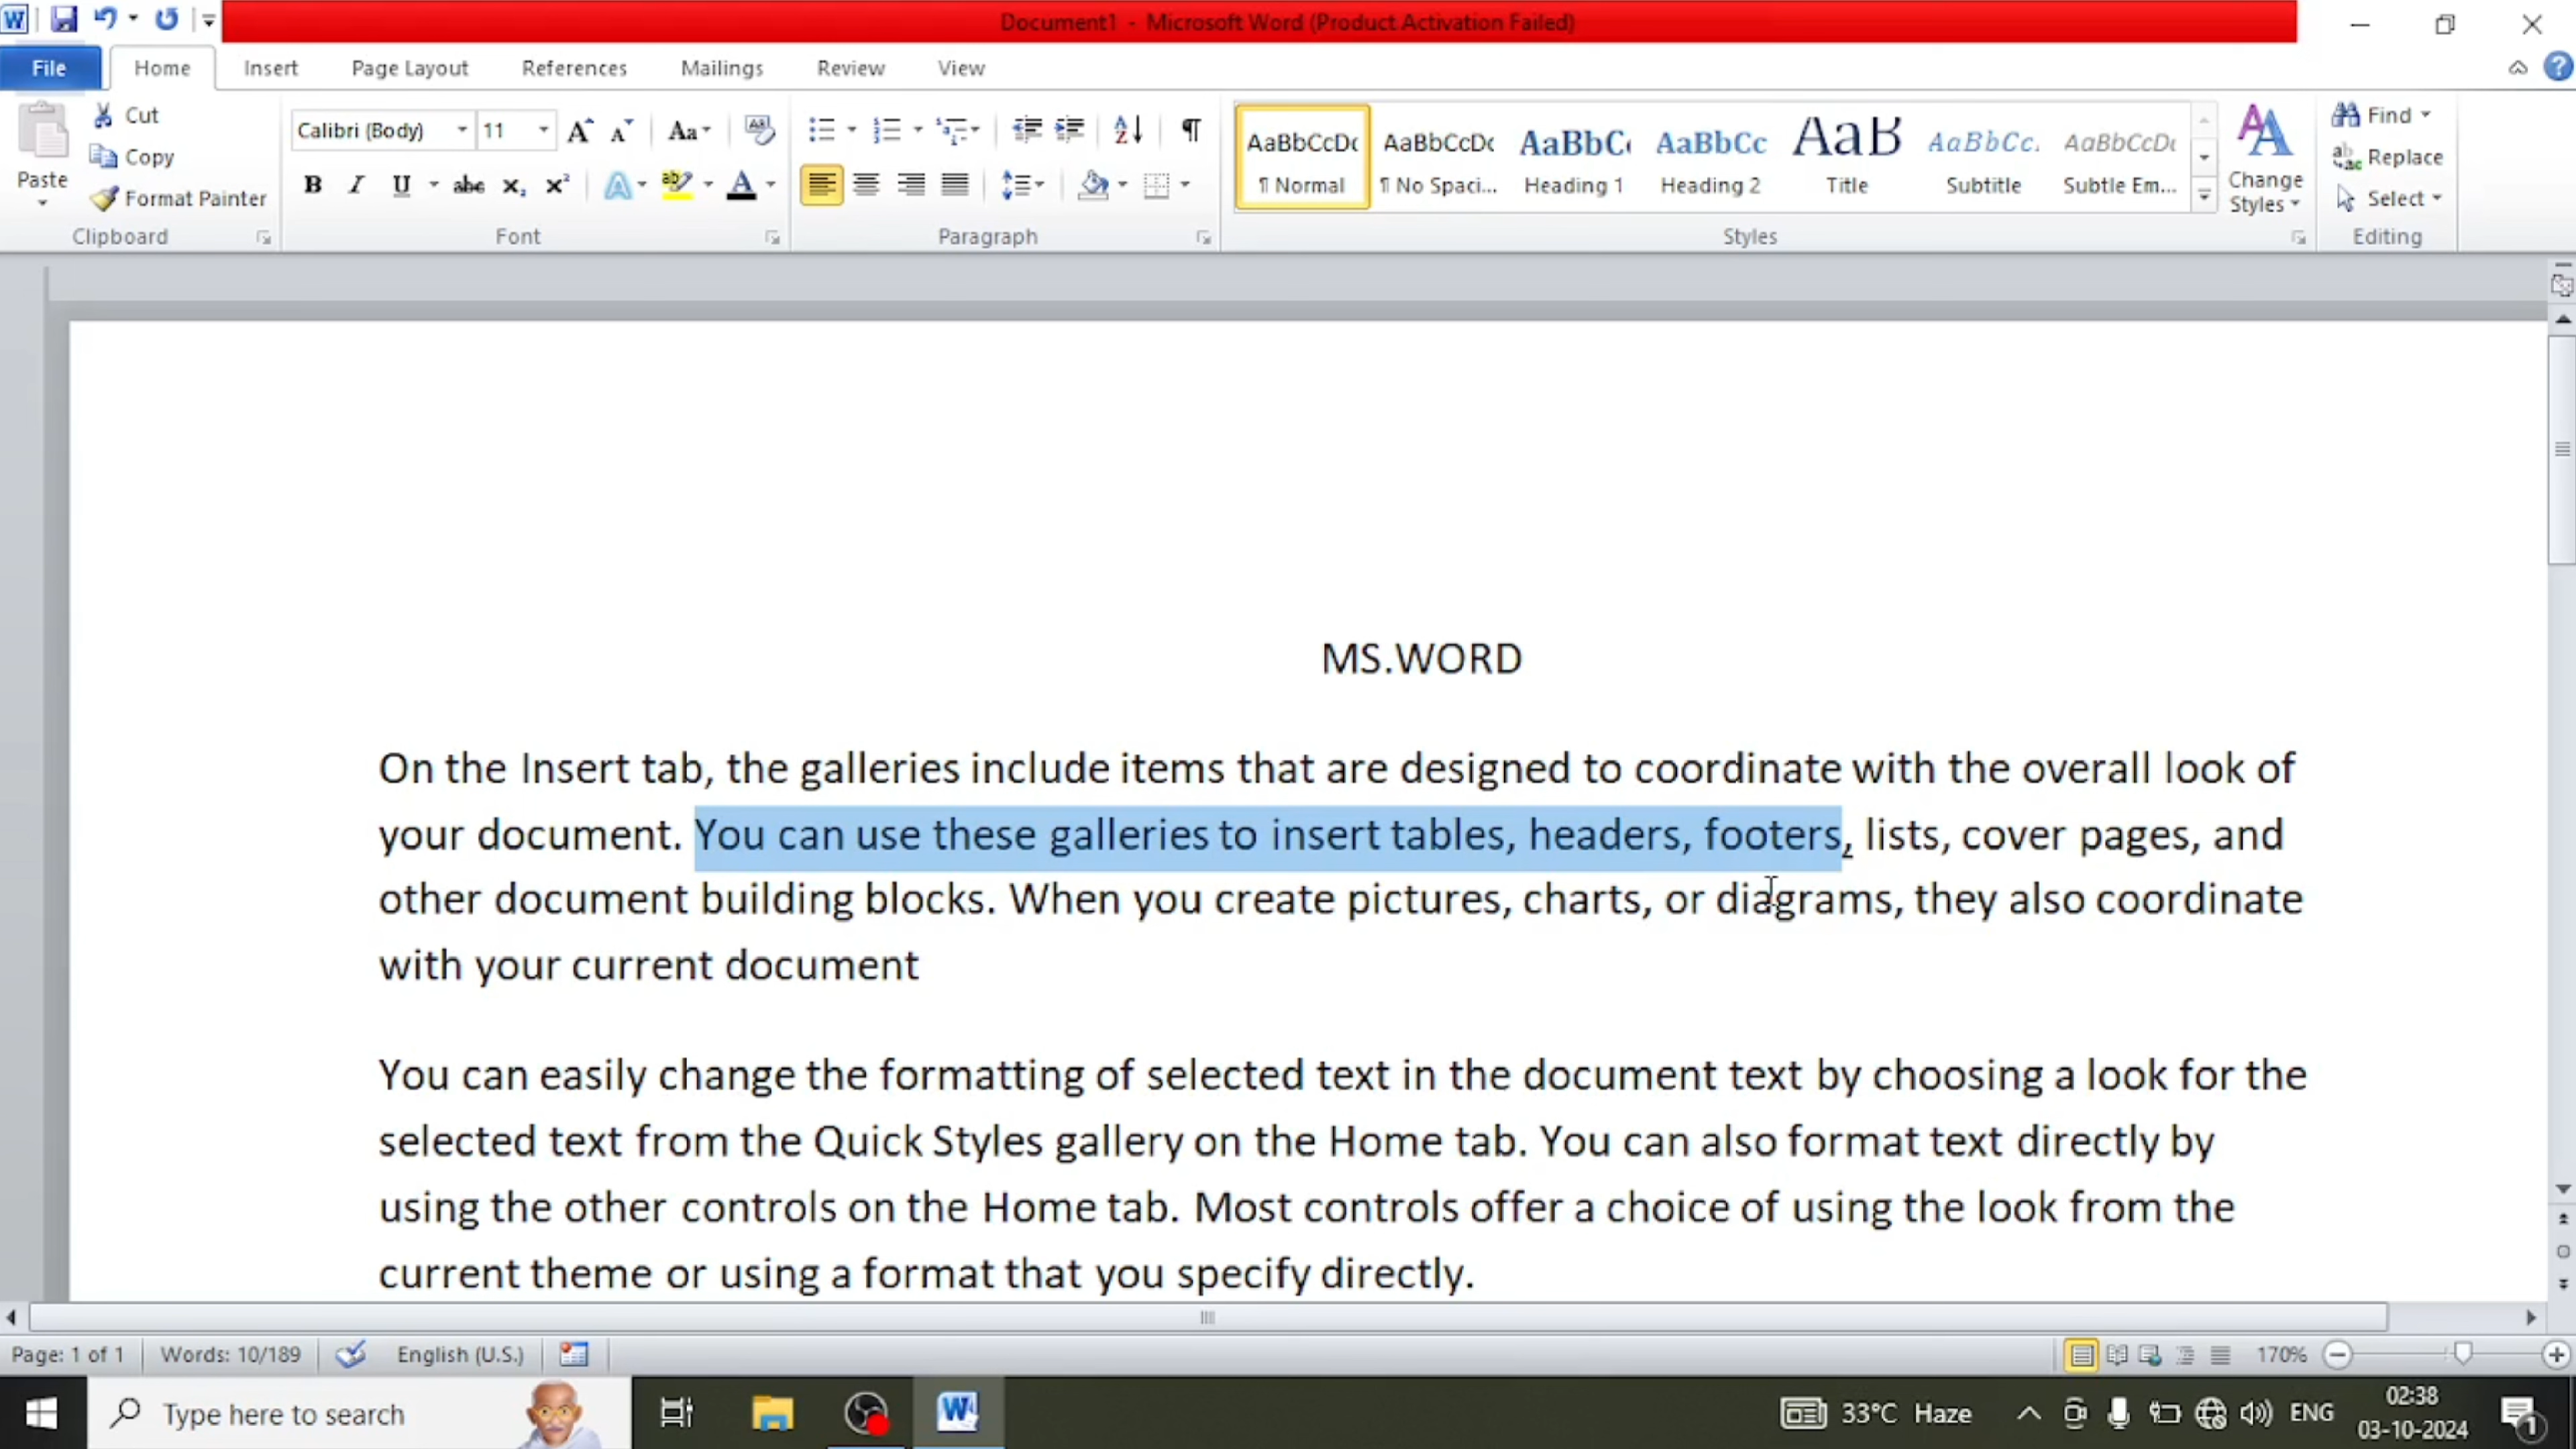 Document1 - Microsoft Word (Product Activation Failed)
File Home Insert Page Layout References Mailings Review View
Cut
Copy
Format Painter
Paste
Calibri (Body) 11
AaBbCcDc AaBbCcDc AaBbC AaBbCc AaB AaBbCc. AaBbCcDc
¶ Normal ¶ No Spaci... Heading 1 Heading 2 Title Subtitle Subtle Em...
Change
Styles
Find
Replace
Select
Clipboard Font Paragraph Styles Editing
MS.WORD
On the Insert tab, the galleries include items that are designed to coordinate with the overall look of
your document. You can use these galleries to insert tables, headers, footers, lists, cover pages, and
other document building blocks. When you create pictures, charts, or diagrams, they also coordinate
with your current document
You can easily change the formatting of selected text in the document text by choosing a look for the
selected text from the Quick Styles gallery on the Home tab. You can also format text directly by
using the other controls on the Home tab. Most controls offer a choice of using the look from the
current theme or using a format that you specify directly.
Page: 1 of 1 Words: 10/189 English (U.S.) 170%
Type here to search 33°C Haze ENG 02:38
03-10-2024